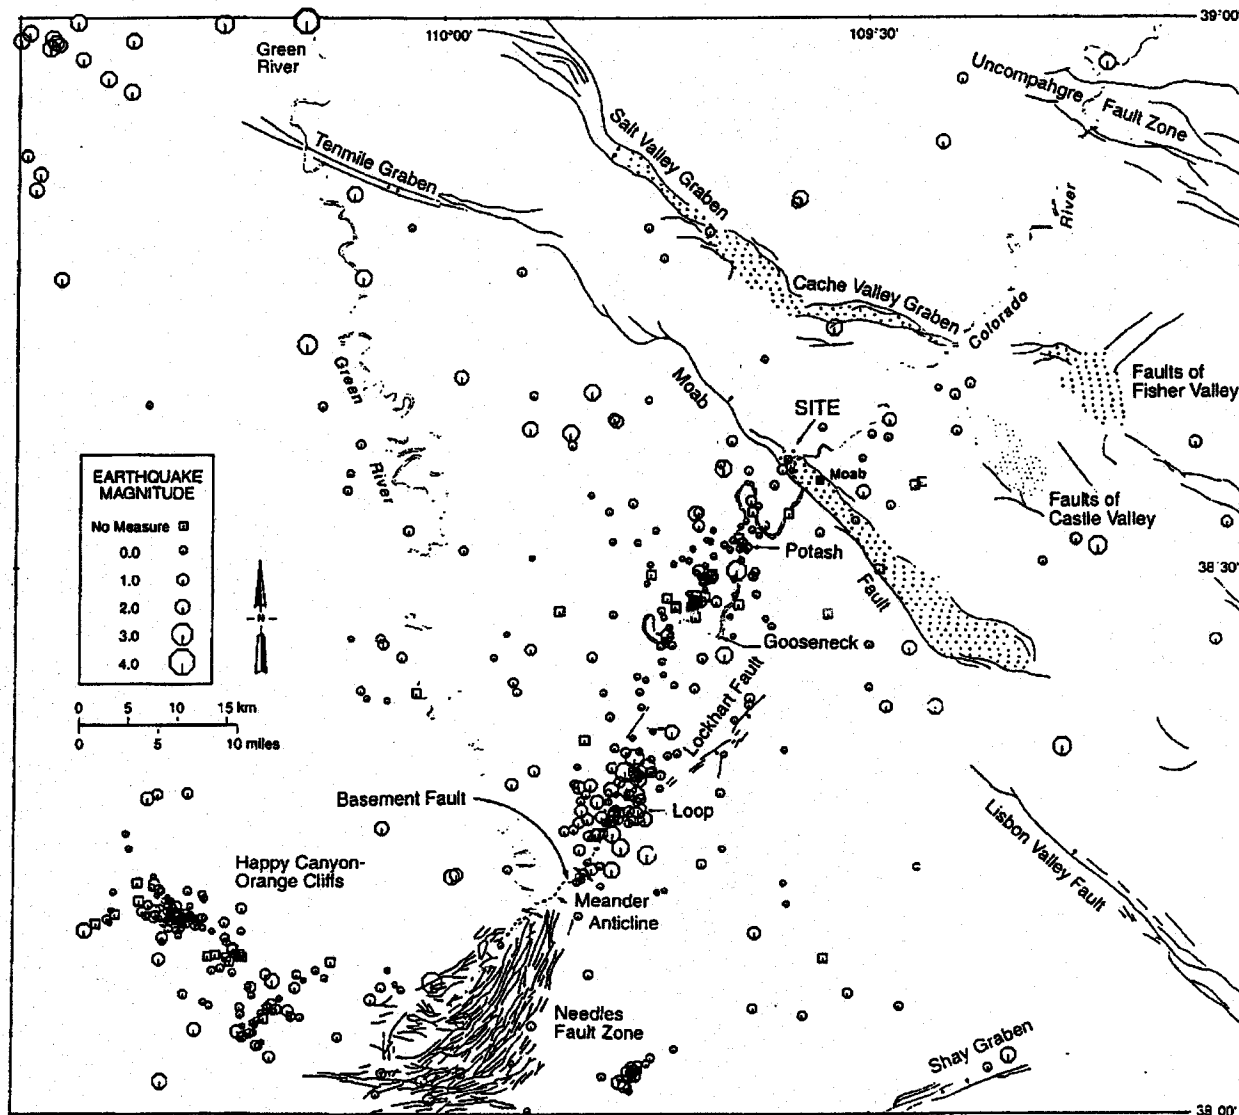 39°00'
110°00'
109°30'
Green
River
Uncompahgre Fault Zone
Salt Valley Graben
Tenmile Graben
River
Cache Valley Graben
Colorado
Green
River
Moab
Faults of
Fisher Valley
SITE
Moab
EARTHQUAKE
MAGNITUDE
No Measure
0.0
1.0
2.0
3.0
4.0
N
Faults of
Castle Valley
Potash
38°30'
Fault
Gooseneck
Lockhart Fault
0 5 10 15 km
0 5 10 miles
Basement Fault
Loop
Lisbon Valley Fault
Happy Canyon-
Orange Cliffs
Meander
Anticline
Needles
Fault Zone
Shay Graben
38°00'